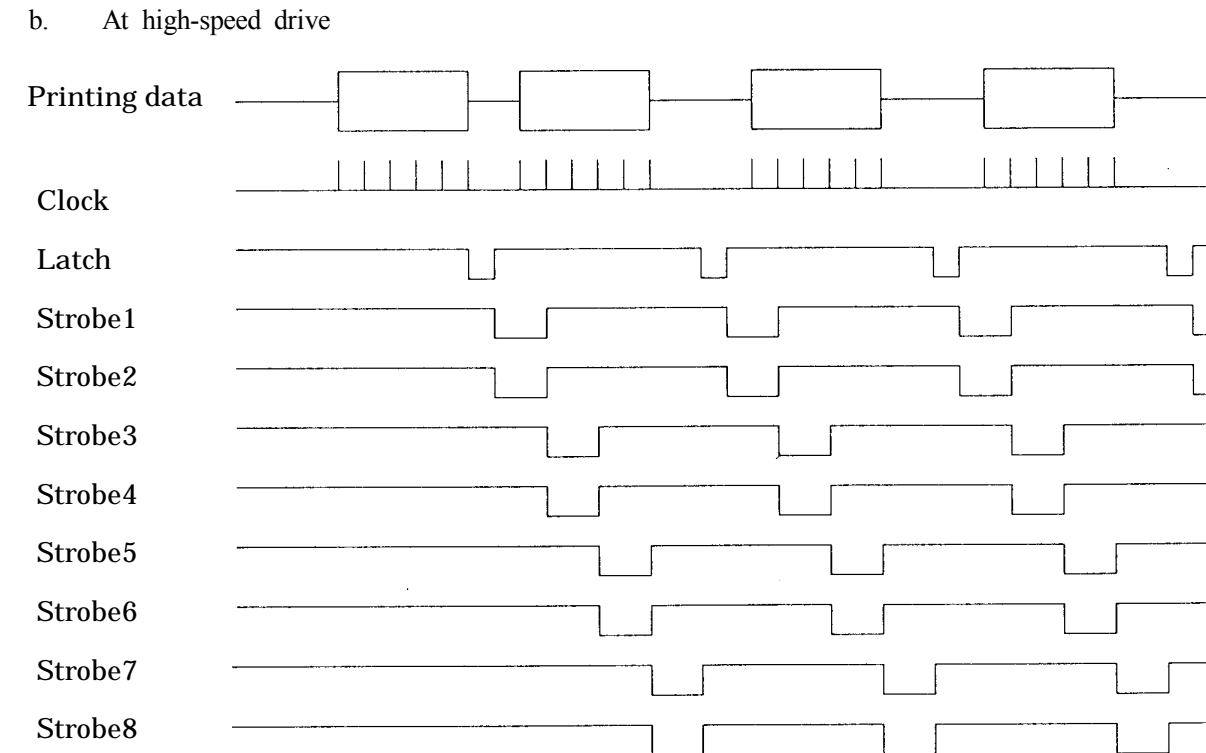 b. At high-speed drive
Printing data
Clock
Latch
Strobe1
Strobe2
Strobe3
Strobe4
Strobe5
Strobe6
Strobe7
Strobe8